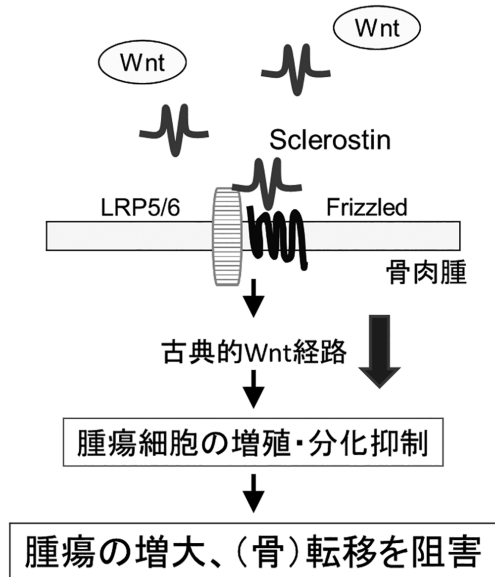 Wnt
Wnt
Sclerostin
LRP5/6
Frizzled
骨肉腫
古典的Wnt経路
腫瘍細胞の増殖・分化抑制
腫瘍の増大、(骨)転移を阻害